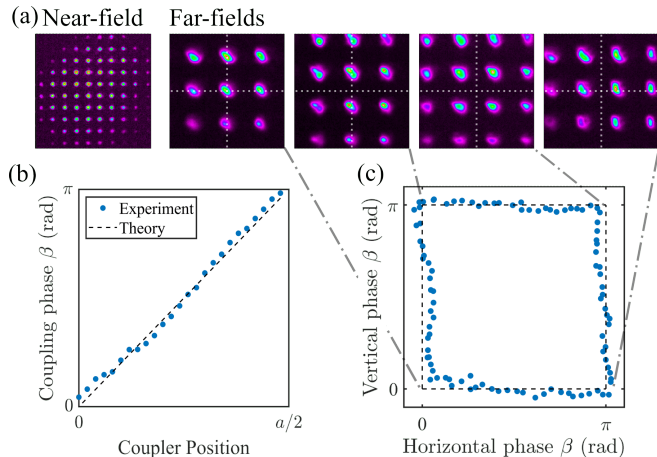 (a) Near-field Far-fields
(b)
π
Coupling phase β (rad)
0
Experiment
Theory
0
a/2
Coupler Position
(c)
π
Vertical phase β (rad)
0
0
π
Horizontal phase β (rad)